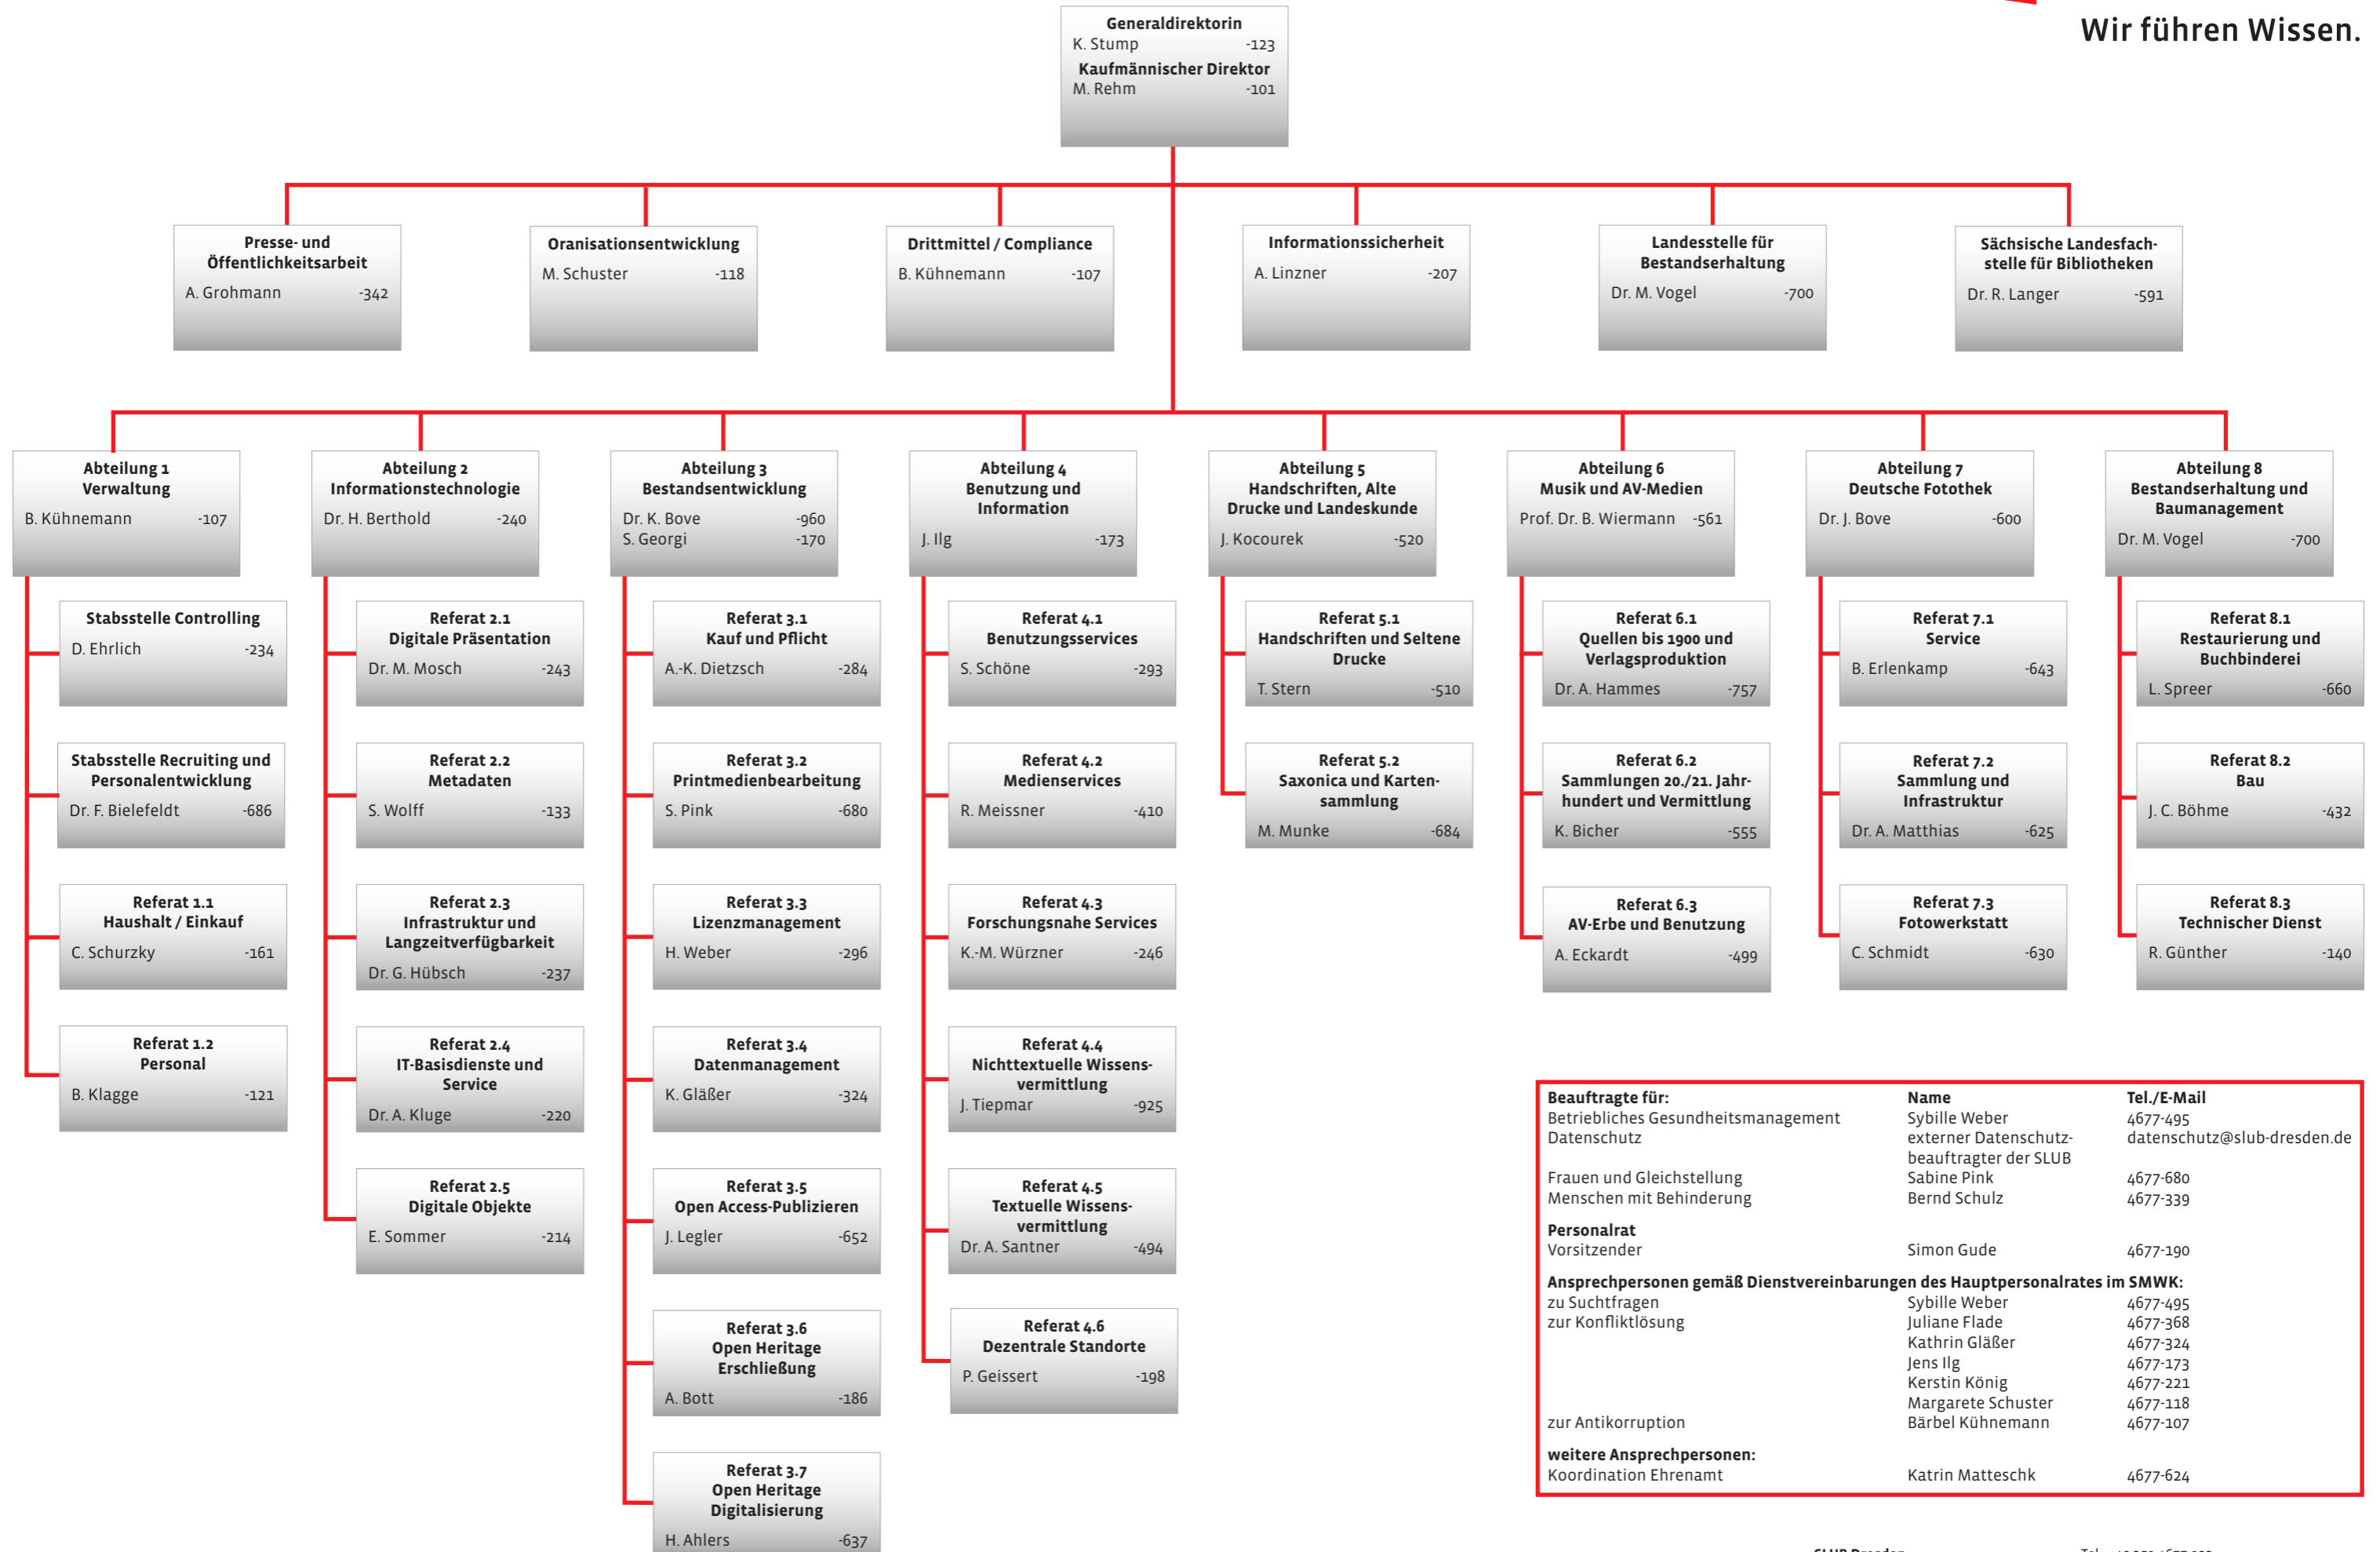 Wir führen Wissen.
Generaldirektorin
K. Stump -123
Kaufmännischer Direktor
M. Rehm -101
Presse- und
Öffentlichkeitsarbeit
A. Grohmann -342
Oranisationsentwicklung
M. Schuster -118
Drittmittel / Compliance
B. Kühnemann -107
Informationssicherheit
A. Linzner -207
Landesstelle für
Bestandserhaltung
Dr. M. Vogel -700
Sächsische Landesfach-
stelle für Bibliotheken
Dr. R. Langer -591
Abteilung 1
Verwaltung
B. Kühnemann -107
Stabsstelle Controlling
D. Ehrlich -234
Stabsstelle Recruiting und
Personalentwicklung
Dr. F. Bielefeldt -686
Referat 1.1
Haushalt / Einkauf
C. Schurzky -161
Referat 1.2
Personal
B. Klagge -121
Abteilung 2
Informationstechnologie
Dr. H. Berthold -240
Referat 2.1
Digitale Präsentation
Dr. M. Mosch -243
Referat 2.2
Metadaten
S. Wolff -133
Referat 2.3
Infrastruktur und
Langzeitverfügbarkeit
Dr. G. Hübsch -237
Referat 2.4
IT-Basisdienste und
Service
Dr. A. Kluge -220
Referat 2.5
Digitale Objekte
E. Sommer -214
Abteilung 3
Bestandsentwicklung
Dr. K. Bove -960
S. Georgi -170
Referat 3.1
Kauf und Pflicht
A.-K. Dietzsch -284
Referat 3.2
Printmedienbearbeitung
S. Pink -680
Referat 3.3
Lizenzmanagement
H. Weber -296
Referat 3.4
Datenmanagement
K. Gläßer -324
Referat 3.5
Open Access-Publizieren
J. Legler -652
Referat 3.6
Open Heritage
Erschließung
A. Bott -186
Referat 3.7
Open Heritage
Digitalisierung
H. Ahlers -637
Abteilung 4
Benutzung und
Information
J. Ilg -173
Referat 4.1
Benutzungsservices
S. Schöne -293
Referat 4.2
Medienservices
R. Meissner -410
Referat 4.3
Forschungsnahe Services
K.-M. Würzner -246
Referat 4.4
Nichttextuelle Wissens-
vermittlung
J. Tiepmar -925
Referat 4.5
Textuelle Wissens-
vermittlung
Dr. A. Santner -494
Referat 4.6
Dezentrale Standorte
P. Geissert -198
Abteilung 5
Handschriften, Alte
Drucke und Landeskunde
J. Kocourek -520
Referat 5.1
Handschriften und Seltene
Drucke
T. Stern -510
Referat 5.2
Saxonica und Karten-
sammlung
M. Munke -684
Abteilung 6
Musik und AV-Medien
Prof. Dr. B. Wiermann -561
Referat 6.1
Quellen bis 1900 und
Verlagsproduktion
Dr. A. Hammes -757
Referat 6.2
Sammlungen 20./21. Jahr-
hundert und Vermittlung
K. Bicher -555
Referat 6.3
AV-Erbe und Benutzung
A. Eckardt -499
Abteilung 7
Deutsche Fotothek
Dr. J. Bove -600
Referat 7.1
Service
B. Erlenkamp -643
Referat 7.2
Sammlung und
Infrastruktur
Dr. A. Matthias -625
Referat 7.3
Fotowerkstatt
C. Schmidt -630
Abteilung 8
Bestandserhaltung und
Baumanagement
Dr. M. Vogel -700
Referat 8.1
Restaurierung und
Buchbinderei
L. Spreer -660
Referat 8.2
Bau
J. C. Böhme -432
Referat 8.3
Technischer Dienst
R. Günther -140
Beauftragte für: Name Tel./E-Mail
Betriebliches Gesundheitsmanagement Sybille Weber 4677-495
Datenschutz externer Datenschutz- datenschutz@slub-dresden.de
beauftragter der SLUB
Frauen und Gleichstellung Sabine Pink 4677-680
Menschen mit Behinderung Bernd Schulz 4677-339
Personalrat
Vorsitzender Simon Gude 4677-190
Ansprechpersonen gemäß Dienstvereinbarungen des Hauptpersonalrates im SMWK:
zu Suchtfragen Sybille Weber 4677-495
zur Konfliktlösung Juliane Flade 4677-368
Kathrin Gläßer 4677-324
Jens Ilg 4677-173
Kerstin König 4677-221
Margarete Schuster 4677-118
zur Antikorruption Bärbel Kühnemann 4677-107
weitere Ansprechpersonen:
Koordination Ehrenamt Katrin Matteschk 4677-624